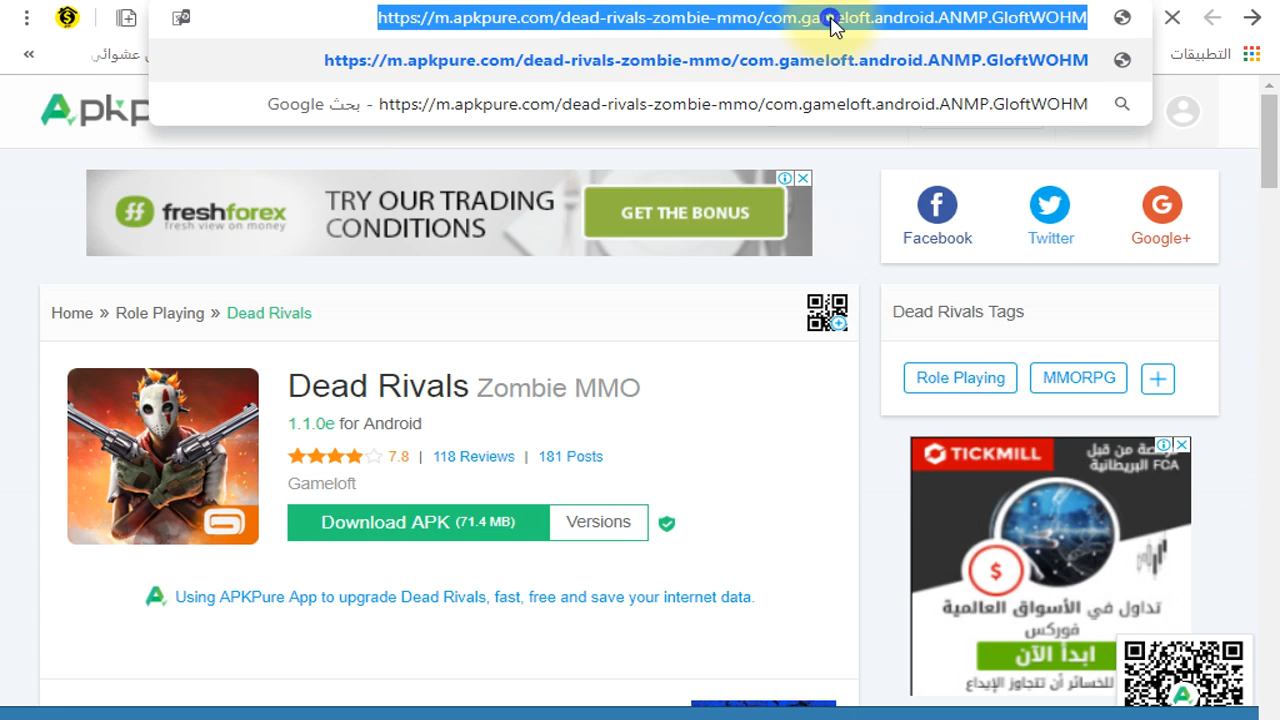 https://m.apkpure.com/dead-rivals-zombie-mmo/com.gameloft.android.ANMP.GloftWOHM
https://m.apkpure.com/dead-rivals-zombie-mmo/com.gameloft.android.ANMP.GloftWOHM
https://m.apkpure.com/dead-rivals-zombie-mmo/com.gameloft.android.ANMP.GloftWOHM - بحث Google
التطبيقات
عشوائي
«
freshforex
fresh view on money
TRY OUR TRADING
CONDITIONS
GET THE BONUS
Facebook
Twitter
Google+
Home » Role Playing » Dead Rivals
Dead Rivals Zombie MMO
1.1.0e for Android
7.8 | 118 Reviews | 181 Posts
Gameloft
Download APK (71.4 MB)
Versions
Using APKPure App to upgrade Dead Rivals, fast, free and save your internet data.
Dead Rivals Tags
Role Playing
MMORPG
TICKMILL
مرخصة من قبل
FCA البريطانية
تداول في الأسواق العالمية
فوركس
ابدأ الآن
للخسائر أن تتجاوز الإيداع